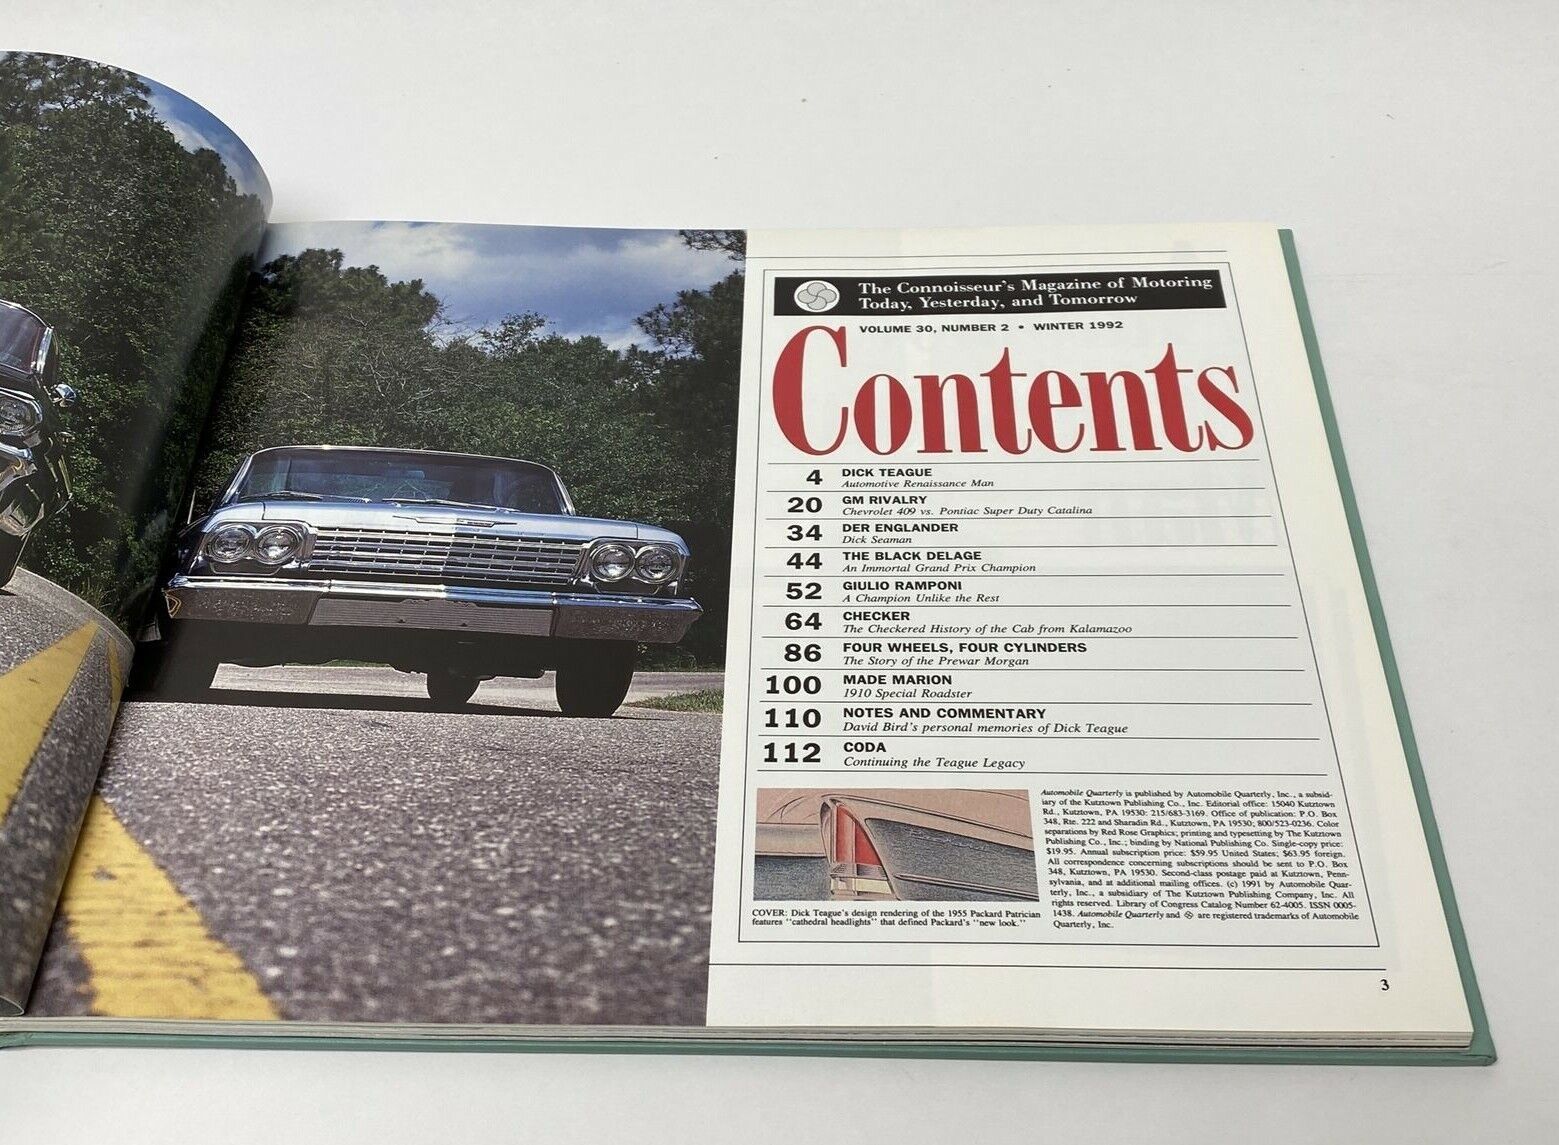 The Connoisseur's Magazine of Motoring
Today, Yesterday, and Tomorrow
VOLUME 30, NUMBER 2 • WINTER 1992
Contents
4 DICK TEAGUE
Automotive Renaissance Man
20 GM RIVALRY
Chevrolet 409 vs. Pontiac Super Duty Catalina
34 DER ENGLANDER
Dick Seaman
44 THE BLACK DELAGE
An Immortal Grand Prix Champion
52 GIULIO RAMPONI
A Champion Unlike the Rest
64 CHECKER
The Checkered History of the Cab from Kalamazoo
86 FOUR WHEELS, FOUR CYLINDERS
The Story of the Prewar Morgan
100 MADE MARION
1910 Special Roadster
110 NOTES AND COMMENTARY
David Bird's personal memories of Dick Teague
112 CODA
Continuing the Teague Legacy
COVER: Dick Teague's design rendering of the 1955 Packard Patrician
features "cathedral headlights" that defined Packard's "new look."
Automobile Quarterly is published by Automobile Quarterly, Inc., a subsid-
iary of the Kutztown Publishing Co., Inc. Editorial office: 15040 Kutztown
Rd., Kutztown, PA 19530: 215/683-3169. Office of publication: P.O. Box
348, Rte. 222 and Sharadin Rd., Kutztown, PA 19530; 800/523-0236. Color
separations by Red Rose Graphics; printing and typesetting by The Kutztown
Publishing Co., Inc.; binding by National Publishing Co. Single-copy price:
$19.95. Annual subscription price: $59.95 United States; $63.95 foreign.
All correspondence concerning subscriptions should be sent to P.O. Box
348, Kutztown, PA 19530. Second-class postage paid at Kutztown, Penn-
sylvania, and at additional mailing offices. (c) 1991 by Automobile Quar-
terly, Inc., a subsidiary of The Kutztown Publishing Company, Inc. All
rights reserved. Library of Congress Catalog Number 62-4005. ISSN 0005-
1438. Automobile Quarterly and are registered trademarks of Automobile
Quarterly, Inc.
3